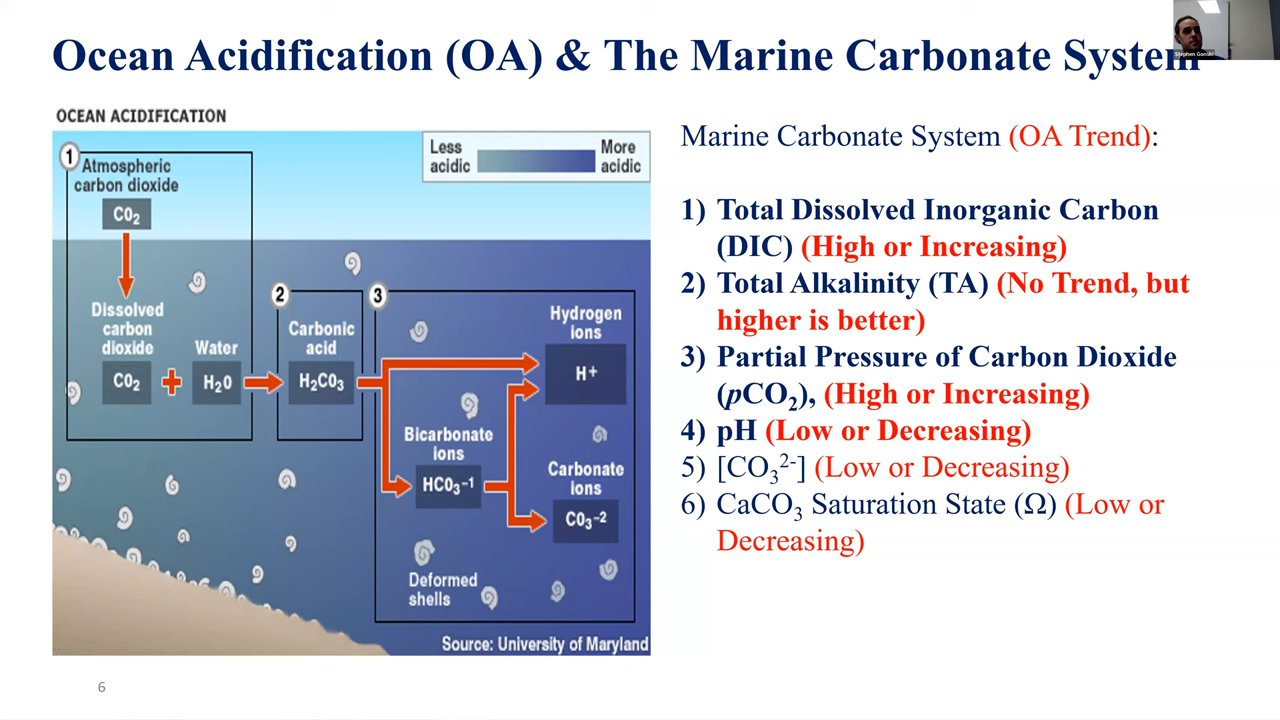 Ocean Acidification (OA) & The Marine Carbonate System
Stephen Gonski
OCEAN ACIDIFICATION
1
Atmospheric
carbon dioxide
CO₂
Less
acidic
More
acidic
Dissolved
carbon
dioxide
CO₂
+
Water
H₂O
2
Carbonic
acid
H₂CO₃
3
Hydrogen
ions
H+
Bicarbonate
ions
HCO₃⁻¹
Carbonate
ions
CO₃⁻²
Deformed
shells
Source: University of Maryland
Marine Carbonate System (OA Trend):
1) Total Dissolved Inorganic Carbon
(DIC) (High or Increasing)
2) Total Alkalinity (TA) (No Trend, but
higher is better)
3) Partial Pressure of Carbon Dioxide
(pCO₂), (High or Increasing)
4) pH (Low or Decreasing)
5) [CO₃²⁻] (Low or Decreasing)
6) CaCO₃ Saturation State (Ω) (Low or
Decreasing)
6